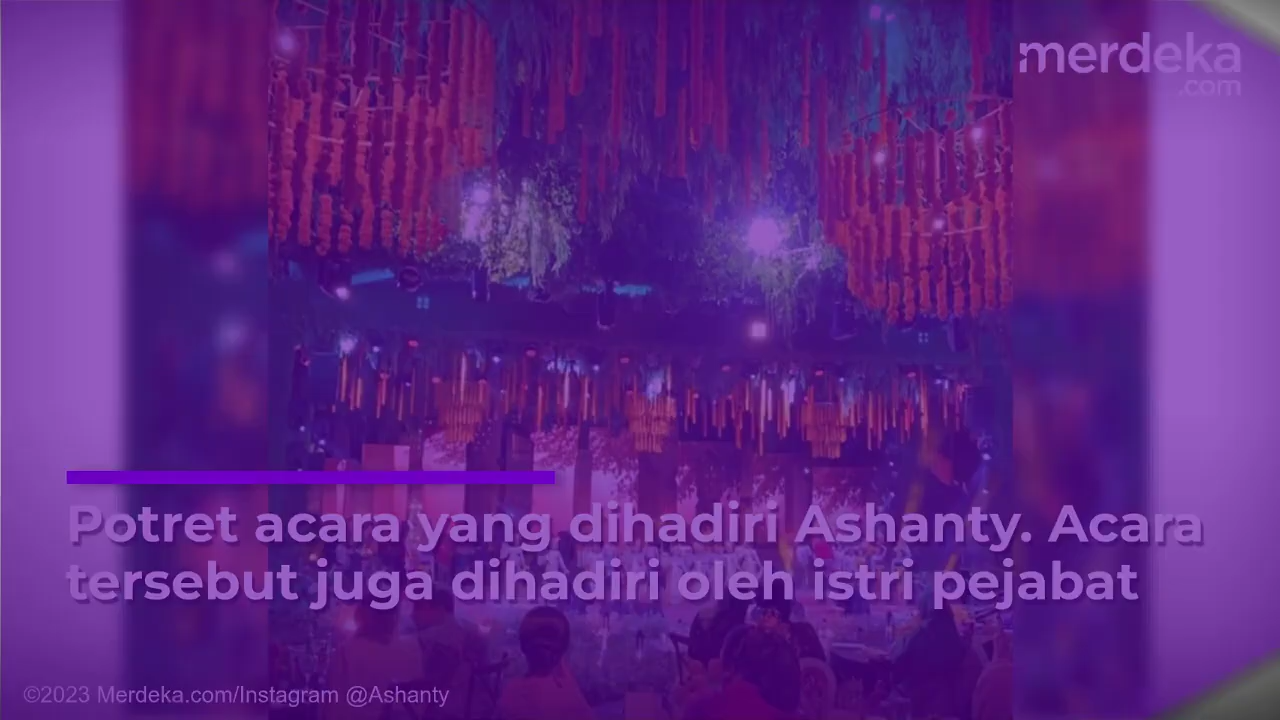 merdeka
.com
Potret acara yang dihadiri Ashanty. Acara
tersebut juga dihadiri oleh istri pejabat
©2023 Merdeka.com/Instagram @Ashanty